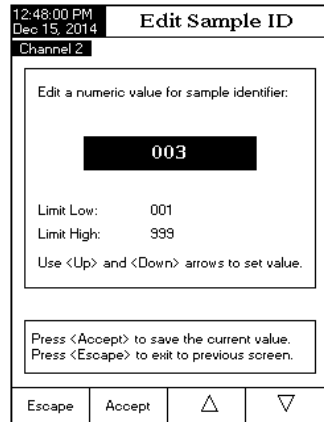 12:48:00 PM
Dec 15, 2014
Edit Sample ID
Channel 2
Edit a numeric value for sample identifier:
003
Limit Low: 001
Limit High: 999
Use <Up> and <Down> arrows to set value.
Press <Accept> to save the current value.
Press <Escape> to exit to previous screen.
Escape Accept △ ▽